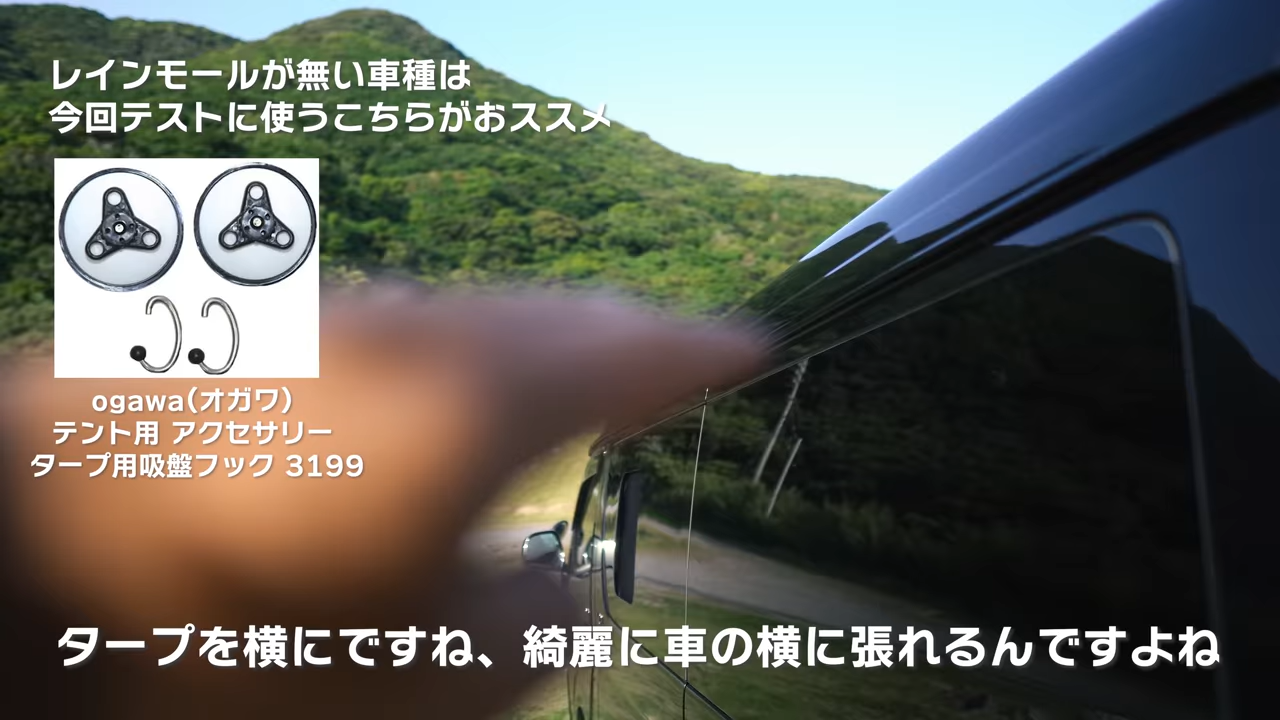 レインモールが無い車種は
今回テストに使うこちらがおススメ
ogawa(オガワ)
テント用 アクセサリー
タープ用吸盤フック 3199
タープを横にですね、綺麗に車の横に張れるんですよね